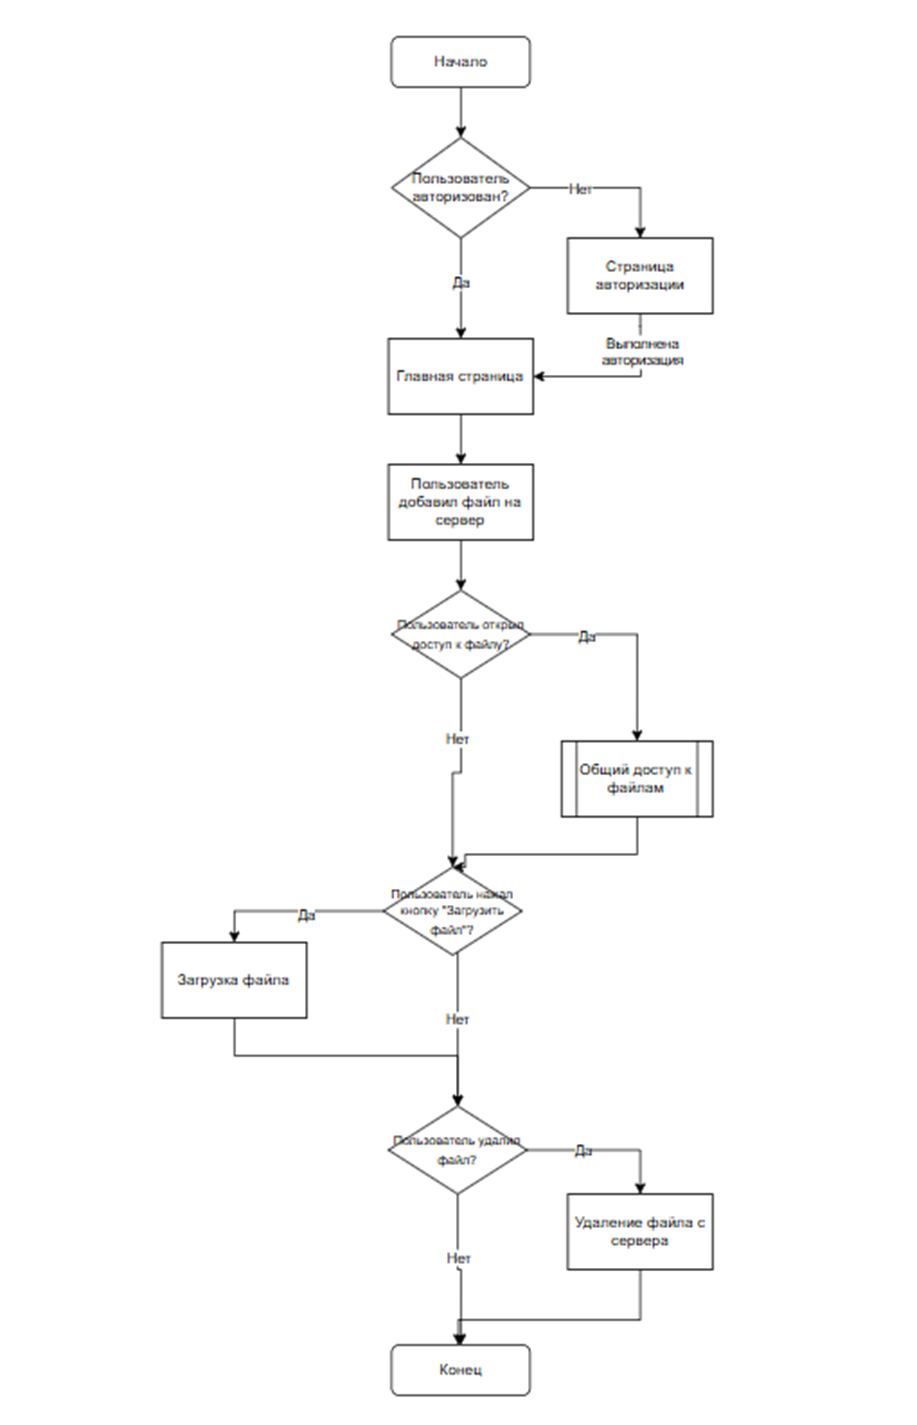 Начало
Пользователь
авторизован?
Нет
Страница
авторизации
Да
Выполнена
авторизация
Главная страница
Пользователь
добавил файл на
сервер
Пользователь открыл
доступ к файлу?
Да
Нет
Общий доступ к
файлам
Пользователь нажал
кнопку "Загрузить
файл"?
Да
Загрузка файла
Нет
Пользователь удалил
файл?
Да
Удаление файла с
сервера
Нет
Конец